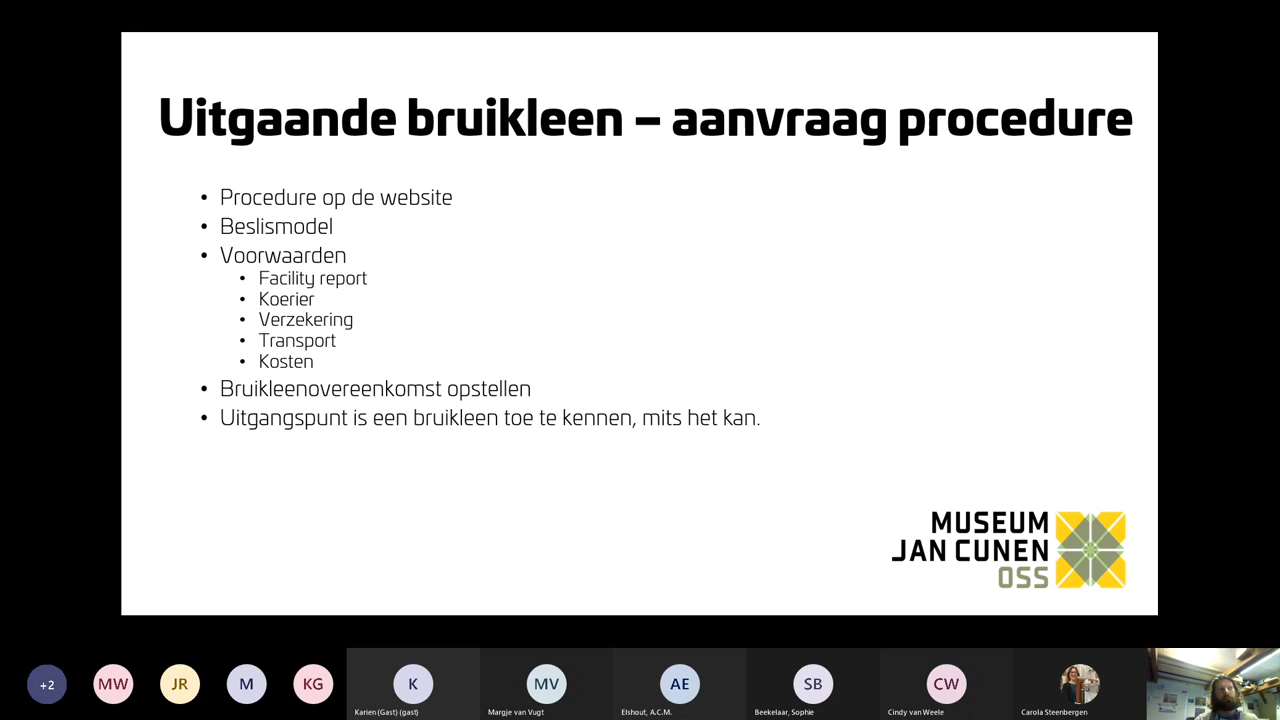 Uitgaande bruikleen – aanvraag procedure
• Procedure op de website
• Beslismodel
• Voorwaarden
• Facility report
• Koerier
• Verzekering
• Transport
• Kosten
• Bruikleenovereenkomst opstellen
• Uitgangspunt is een bruikleen toe te kennen, mits het kan.
MUSEUM
JAN CUNEN
OSS
+2
MW
JR
M
KG
K
MV
AE
SB
CW
Karien (Gast) (gast)
Margje van Vugt
Elshout, A.C.M.
Beekelaar, Sophie
Cindy van Weele
Carola Steenbergen